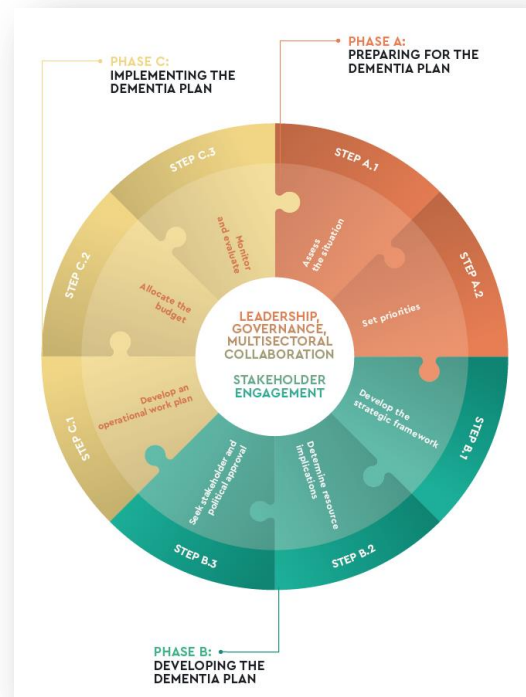 PHASE A:
PREPARING FOR THE
DEMENTIA PLAN
PHASE C:
IMPLEMENTING THE
DEMENTIA PLAN
STEP A.1
Assess
the situation
STEP A.2
Set priorities
STEP B.1
Develop the
strategic framework
STEP B.2
Determine resource
implications
STEP B.3
Seek stakeholder and
political approval
STEP C.1
Develop an
operational work plan
STEP C.2
Allocate the
budget
STEP C.3
Monitor
and evaluate
LEADERSHIP,
GOVERNANCE,
MULTISECTORAL
COLLABORATION
STAKEHOLDER
ENGAGEMENT
PHASE B:
DEVELOPING THE
DEMENTIA PLAN